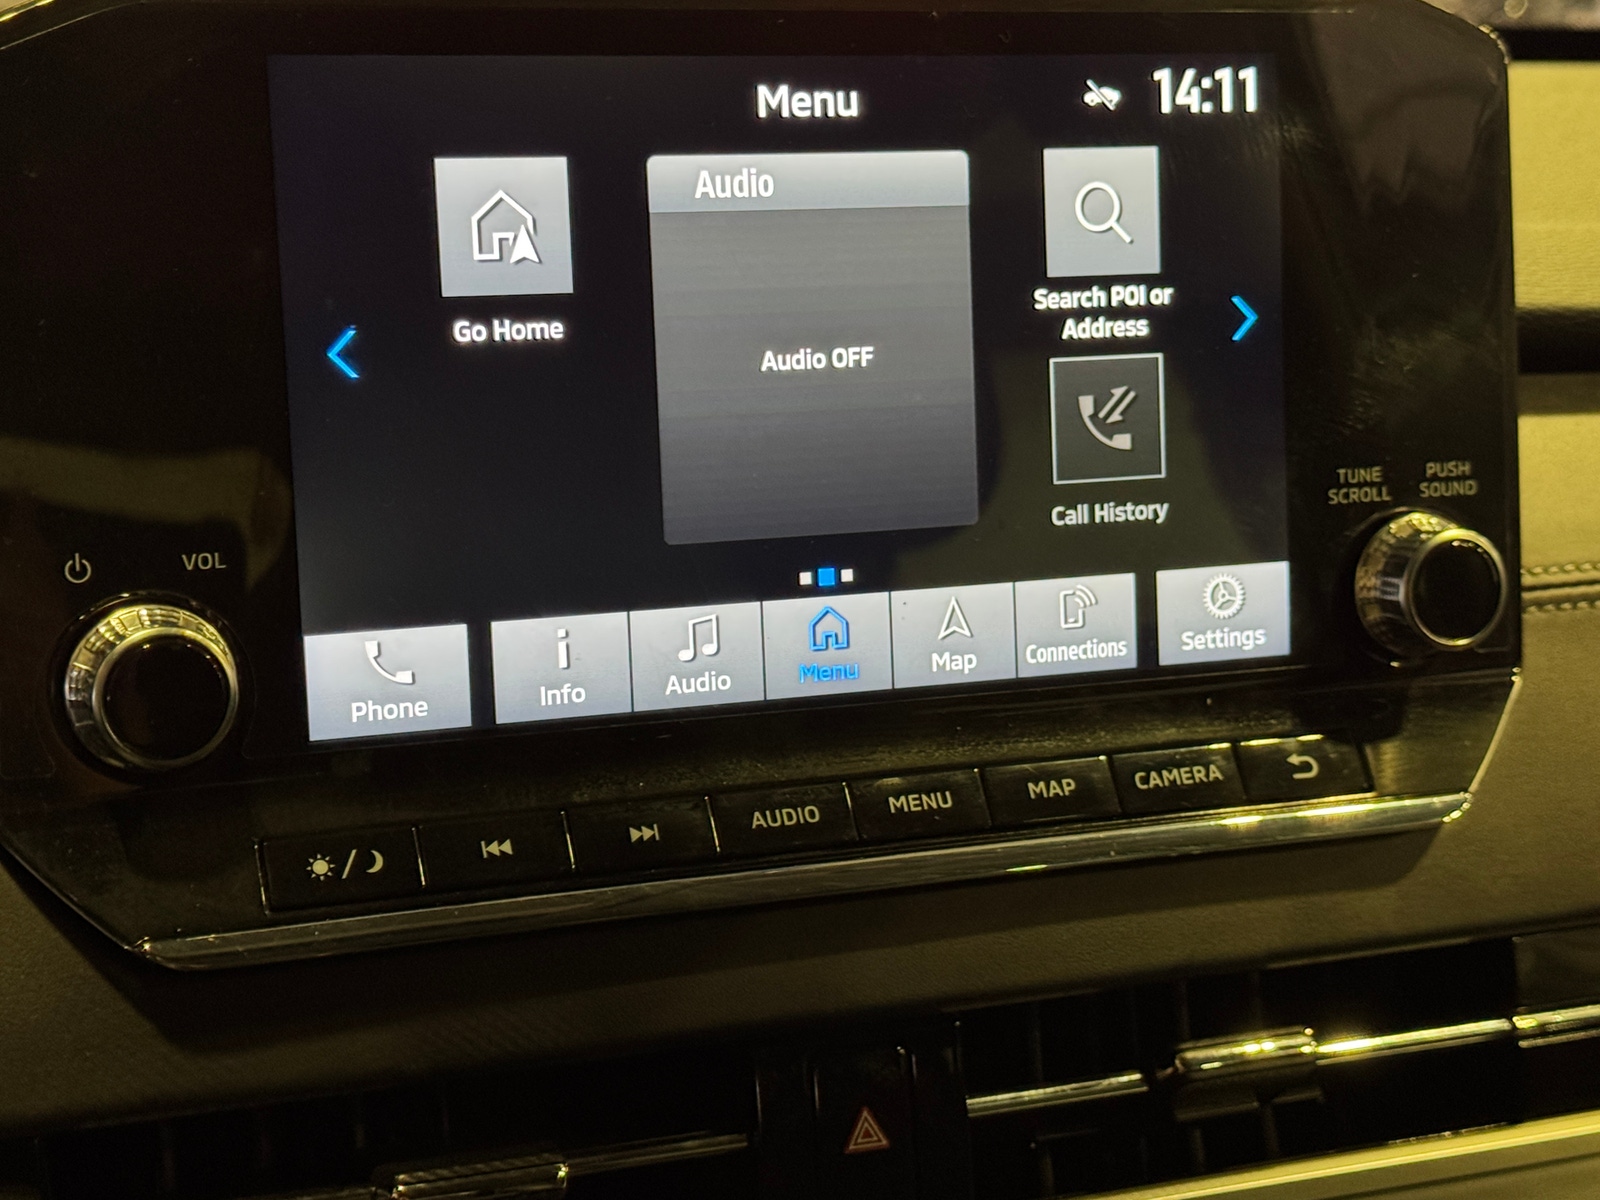 Menu
14:11
Go Home
Audio
Audio OFF
Search POI or
Address
Call History
TUNE
SCROLL
PUSH
SOUND
VOL
Phone
Info
Audio
Menu
Map
Connections
Settings
AUDIO
MENU
MAP
CAMERA